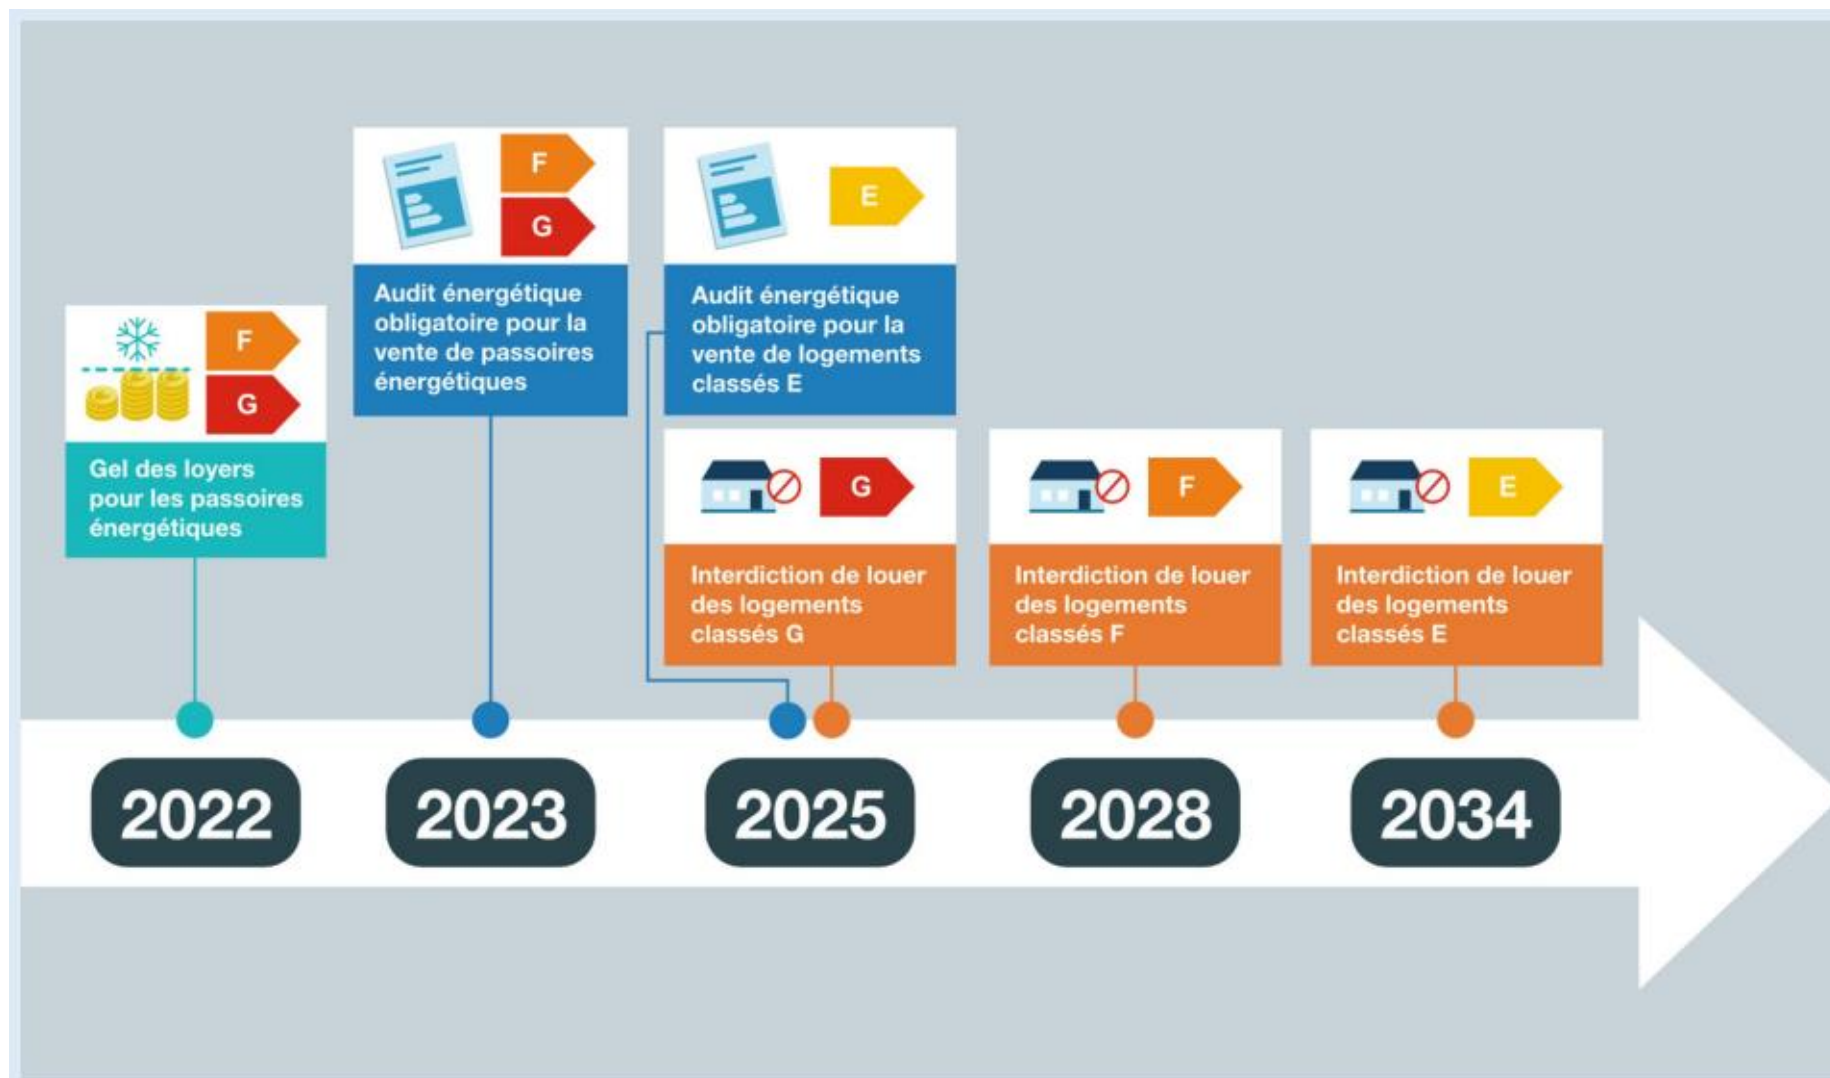 F
G
Gel des loyers
pour les passoires
énergétiques
F
G
Audit énergétique
obligatoire pour la
vente de passoires
énergétiques
E
Audit énergétique
obligatoire pour la
vente de logements
classés E
G
Interdiction de louer
des logements
classés G
F
Interdiction de louer
des logements
classés F
E
Interdiction de louer
des logements
classés E
2022
2023
2025
2028
2034